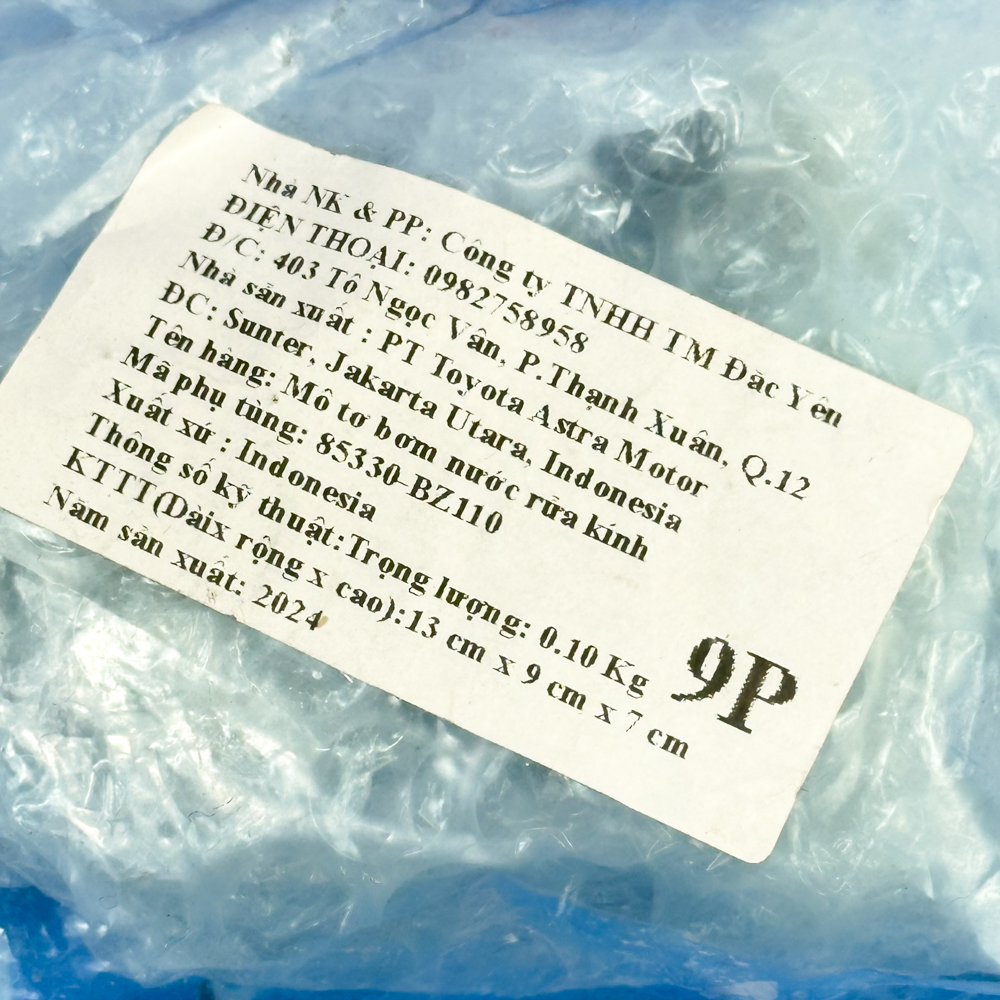 Nhà NK & PP: Công ty TNHH TM Đăc Yên
ĐIỆN THOẠI: 0982758958
Đ/C: 403 Tô Ngọc Vân, P.Thạnh Xuân, Q.12
Nhà sản xuất : PT Toyota Astra Motor
ĐC: Sunter, Jakarta Utara, Indonesia
Tên hàng: Mô tơ bơm nước rửa kính
Mã phụ tùng: 85330-BZ110
Xuất xứ : Indonesia
Thông số kỹ thuật:Trọng lượng: 0.10 Kg
KTTT(Dàix rộng x cao):13 cm x 9 cm x 7 cm
Năm sản xuất: 2024
9P